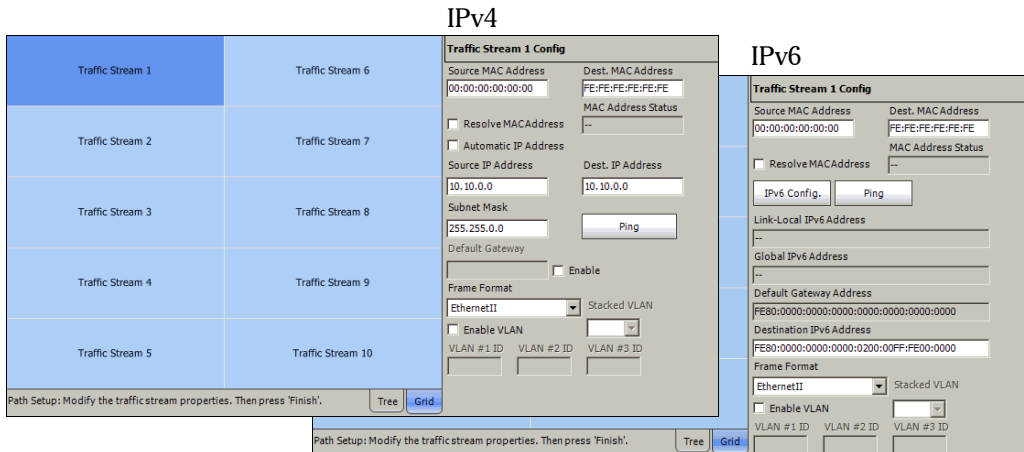 IPv4
Traffic Stream 1
Traffic Stream 6
Traffic Stream 2
Traffic Stream 7
Traffic Stream 3
Traffic Stream 8
Traffic Stream 4
Traffic Stream 9
Traffic Stream 5
Traffic Stream 10
Path Setup: Modify the traffic stream properties. Then press 'Finish'.
Tree
Grid
Traffic Stream 1 Config
Source MAC Address
Dest. MAC Address
00:00:00:00:00:00
FE:FE:FE:FE:FE:FE
MAC Address Status
Resolve MAC Address
--
Automatic IP Address
Source IP Address
Dest. IP Address
10.10.0.0
10.10.0.0
Subnet Mask
255.255.0.0
Ping
Default Gateway
Enable
Frame Format
EthernetII
Stacked VLAN
Enable VLAN
VLAN #1 ID
VLAN #2 ID
VLAN #3 ID
IPv6
Traffic Stream 1 Config
Source MAC Address
Dest. MAC Address
00:00:00:00:00:00
FE:FE:FE:FE:FE:FE
MAC Address Status
Resolve MAC Address
--
IPv6 Config.
Ping
Link-Local IPv6 Address
--
Global IPv6 Address
--
Default Gateway Address
FE80:0000:0000:0000:0000:0000:0000:0000
Destination IPv6 Address
FE80:0000:0000:0000:0200:00FF:FE00:0000
Frame Format
EthernetII
Stacked VLAN
Enable VLAN
VLAN #1 ID
VLAN #2 ID
VLAN #3 ID
Path Setup: Modify the traffic stream properties. Then press 'Finish'.
Tree
Grid